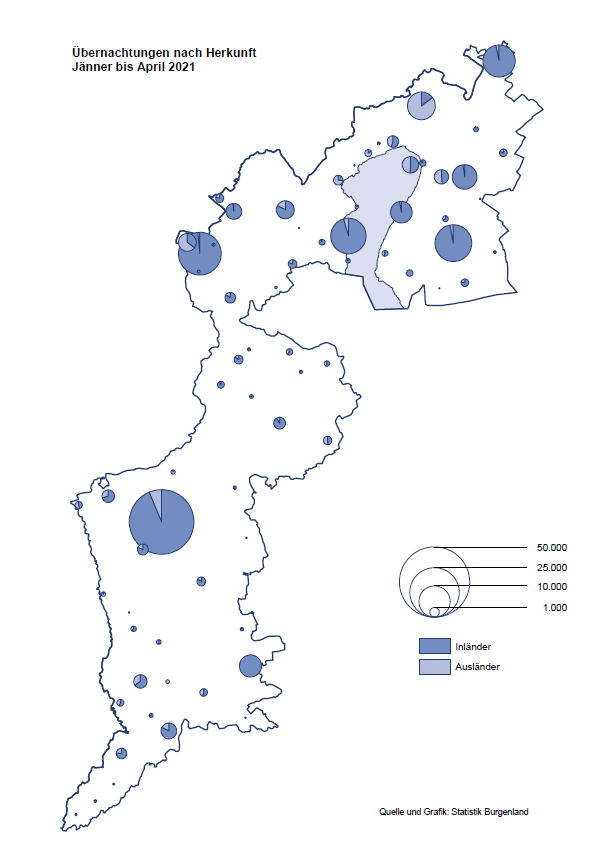 Übernachtungen nach Herkunft
Jänner bis April 2021
50.000
25.000
10.000
1.000
Inländer
Ausländer
Quelle und Grafik: Statistik Burgenland